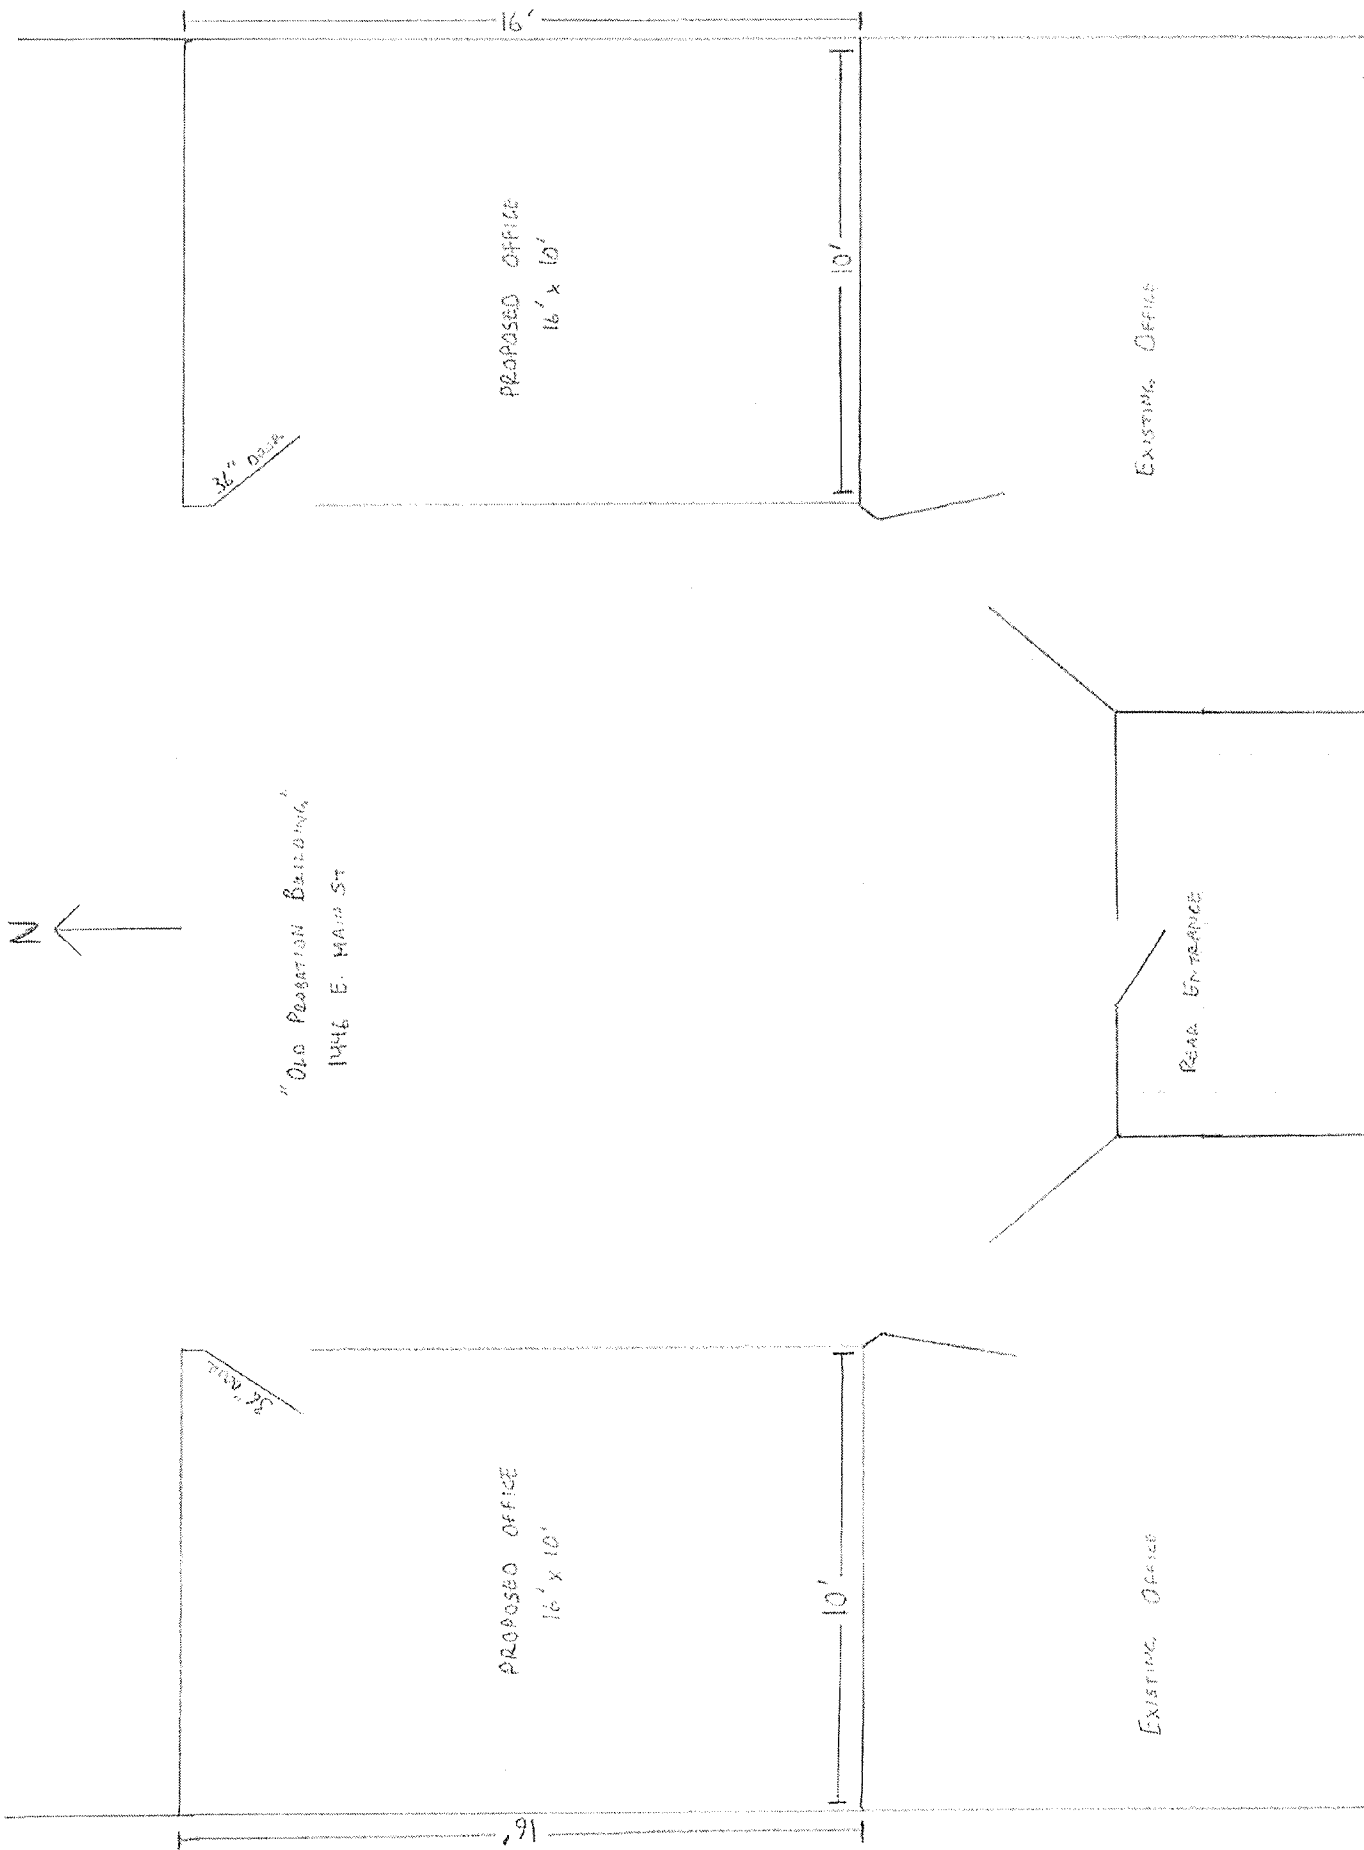 N
"OLD PROBATION BUILDING"
1446 E. MAIN ST
PROPOSED OFFICE
16' x 10'
36" DOOR
16'
10'
EXISTING OFFICE
REAR ENTRANCE
PROPOSED OFFICE
16' x 10'
36" DOOR
16'
10'
EXISTING OFFICE